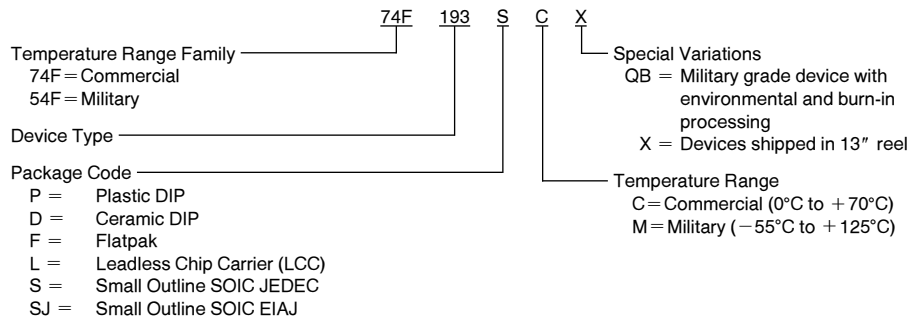 74F 193 S C X
Temperature Range Family
74F = Commercial
54F = Military
Device Type
Package Code
P = Plastic DIP
D = Ceramic DIP
F = Flatpak
L = Leadless Chip Carrier (LCC)
S = Small Outline SOIC JEDEC
SJ = Small Outline SOIC EIAJ
Special Variations
QB = Military grade device with
environmental and burn-in
processing
X = Devices shipped in 13″ reel
Temperature Range
C = Commercial (0°C to +70°C)
M = Military (−55°C to +125°C)